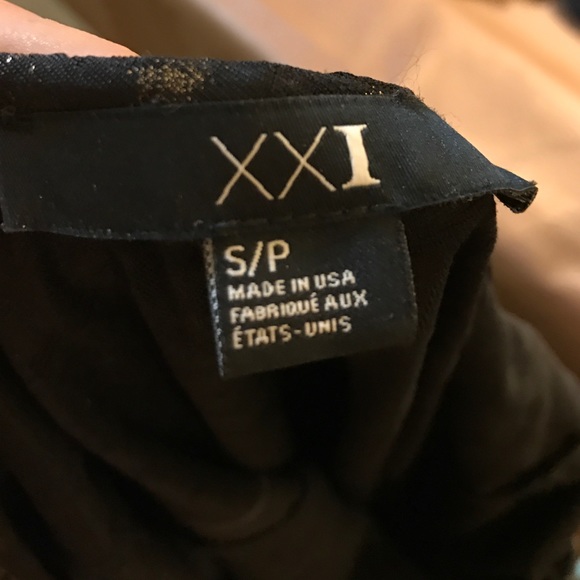 XXI
S/P
MADE IN USA
FABRIQUÉ AUX
ÉTATS-UNIS